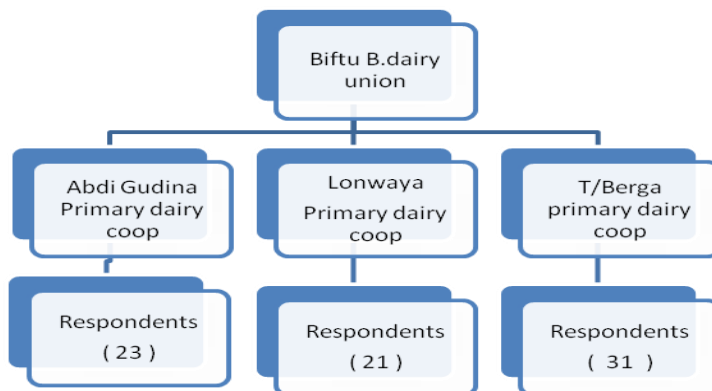 Biftu B.dairy
union
Abdi Gudina
Primary dairy
coop
Lonwaya
Primary dairy
coop
T/Berga
primary dairy
coop
Respondents
( 23 )
Respondents
( 21 )
Respondents
( 31 )